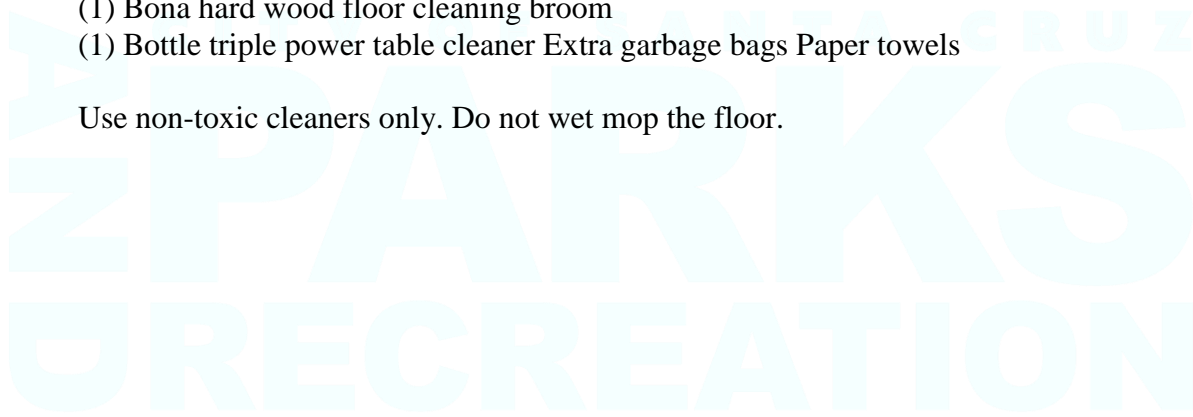 (1) Bona hard wood floor cleaning broom
(1) Bottle triple power table cleaner Extra garbage bags Paper towels
Use non-toxic cleaners only. Do not wet mop the floor.
SANTA CRUZ
AND
PARKS
RECREATION